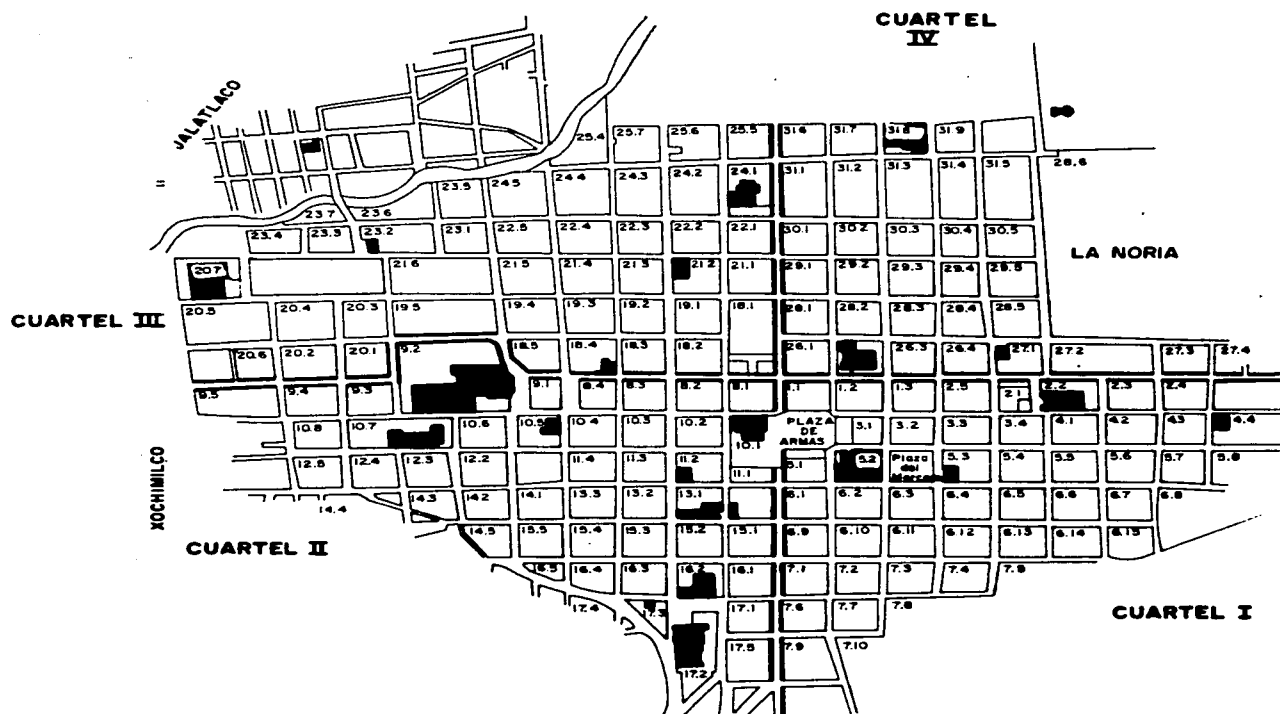 CUARTEL
IV
JALATLACO
25.4 25.7 25.6 25.5 31.6 31.7 31.8 31.9
23.5 24.5 24.4 24.3 24.2 24.1 31.1 31.2 31.3 31.4 31.5 28.6
23.7 23.6
23.4 23.3 23.2 23.1 22.5 22.4 22.3 22.2 22.1 30.1 30.2 30.3 30.4 30.5
LA NORIA
20.7 21.6 21.5 21.4 21.3 21.2 21.1 29.1 29.2 29.3 29.4 29.5
CUARTEL III
20.5 20.4 20.3 19.5 19.4 19.3 19.2 19.1 18.1 28.1 28.2 28.3 28.4 28.5
20.6 20.2 20.1 9.2 18.5 18.4 18.3 18.2 26.1 26.3 26.4 27.1 27.2 27.3 27.4
9.5 9.4 9.3 9.1 8.4 8.3 8.2 8.1 1.1 1.2 1.3 2.5 2.1 2.2 2.3 2.4
10.8 10.7 10.6 10.5 10.4 10.3 10.2 10.1 PLAZA
DE
ARMAS 3.1 3.2 3.3 3.4 4.1 4.2 4.3 4.4
XOCHIMILCO
12.5 12.4 12.3 12.2 11.4 11.3 11.2 11.1 5.1 5.2 Plaza
del
Mercado 5.3 5.4 5.5 5.6 5.7 5.8
14.4 14.3 14.2 14.1 13.3 13.2 13.1 6.1 6.2 6.3 6.4 6.5 6.6 6.7 6.8
CUARTEL II
14.5 15.5 15.4 15.3 15.2 15.1 6.9 6.10 6.11 6.12 6.13 6.14 6.15
16.5 16.4 16.3 16.2 16.1 7.1 7.2 7.3 7.4 7.5
17.4 17.3 17.1 7.6 7.7 7.8
CUARTEL I
17.2 17.5 7.9 7.10